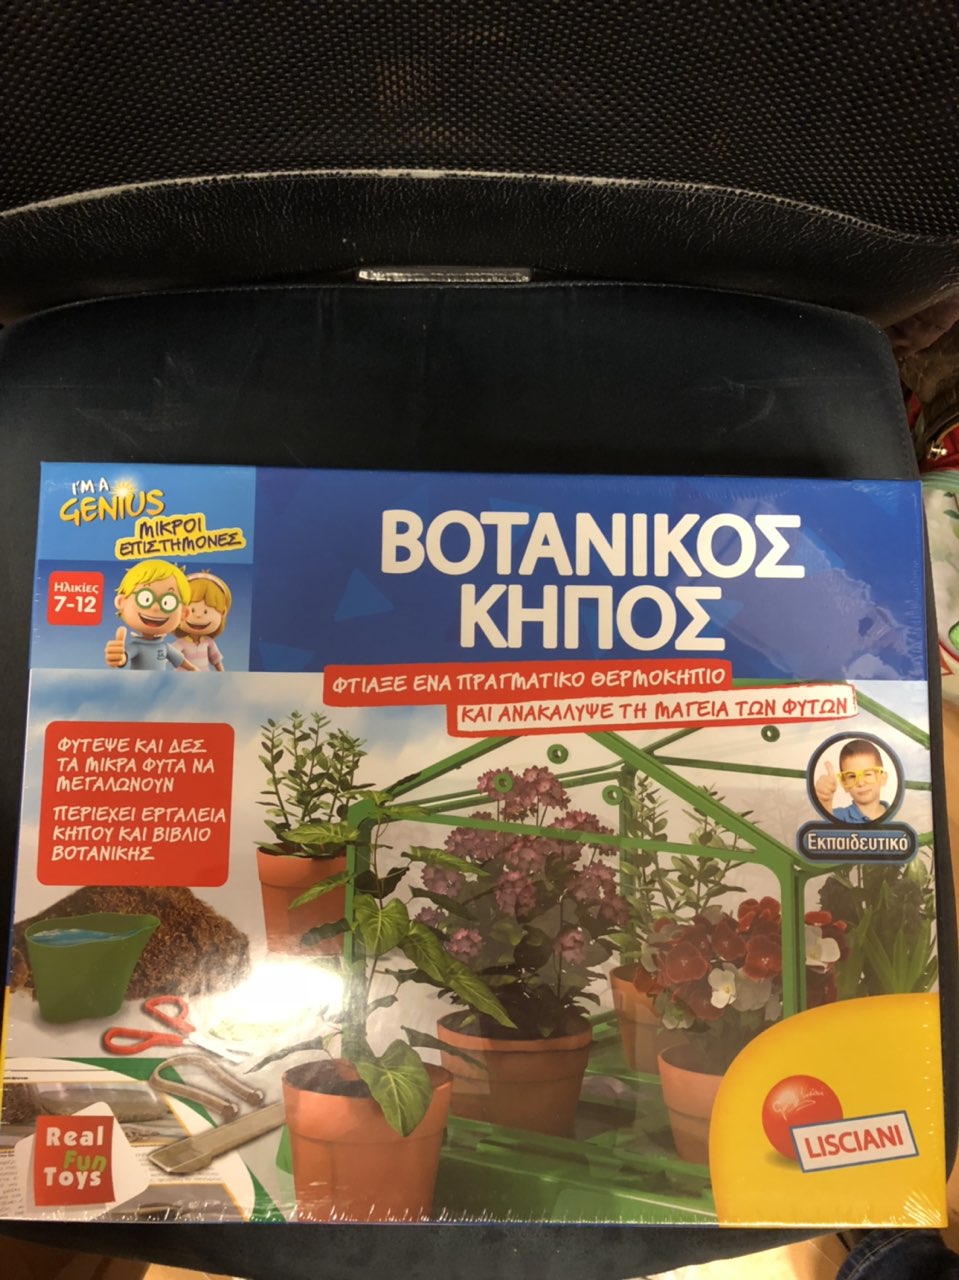 I'M A
GENIUS
ΜΙΚΡΟΙ
ΕΠΙΣΤΗΜΟΝΕΣ
Ηλικίες
7-12
ΒΟΤΑΝΙΚΟΣ
ΚΗΠΟΣ
ΦΤΙΑΞΕ ΕΝΑ ΠΡΑΓΜΑΤΙΚΟ ΘΕΡΜΟΚΗΠΙΟ
ΚΑΙ ΑΝΑΚΑΛΥΨΕ ΤΗ ΜΑΓΕΙΑ ΤΩΝ ΦΥΤΩΝ
ΦΥΤΕΨΕ ΚΑΙ ΔΕΣ
ΤΑ ΜΙΚΡΑ ΦΥΤΑ ΝΑ
ΜΕΓΑΛΩΝΟΥΝ
ΠΕΡΙΕΧΕΙ ΕΡΓΑΛΕΙΑ
ΚΗΠΟΥ ΚΑΙ ΒΙΒΛΙΟ
ΒΟΤΑΝΙΚΗΣ
Εκπαιδευτικό
Real
Fun
Toys
LISCIANI